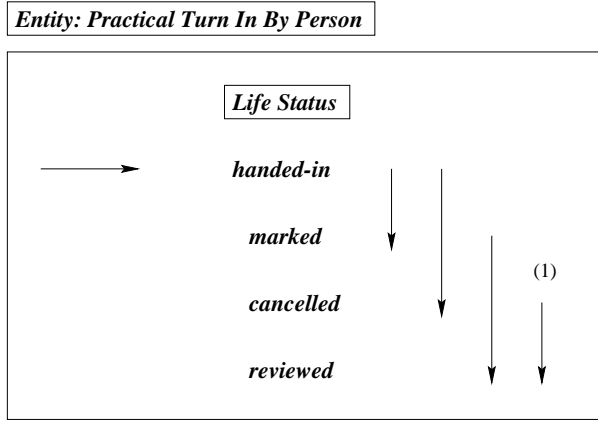 Entity: Practical Turn In By Person
Life Status
handed-in
marked
(1)
cancelled
reviewed